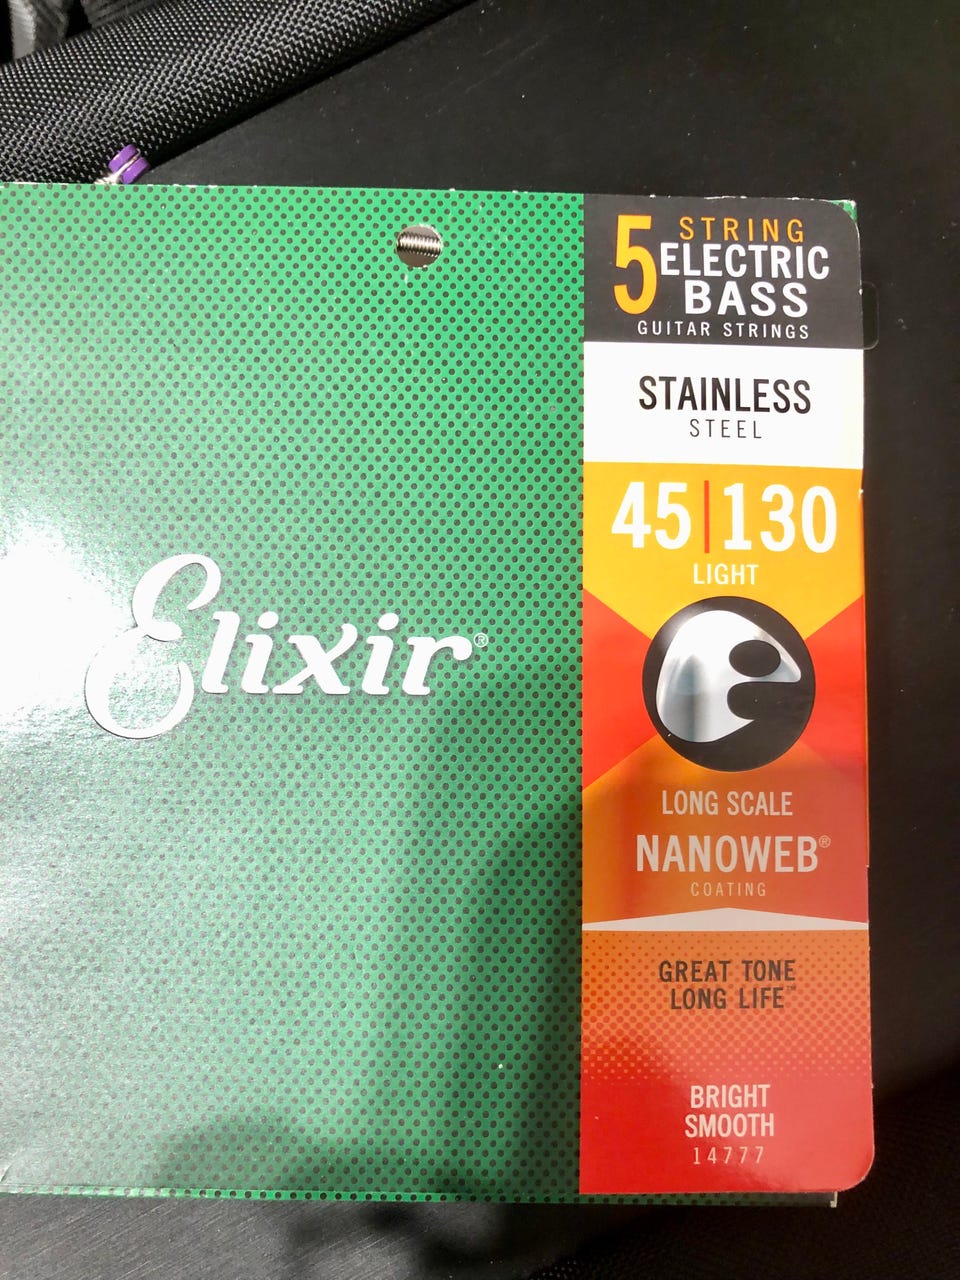 Elixir®
5 STRING
ELECTRIC
BASS
GUITAR STRINGS
STAINLESS
STEEL
45|130
LIGHT
LONG SCALE
NANOWEB®
COATING
GREAT TONE
LONG LIFE™
BRIGHT
SMOOTH
14777